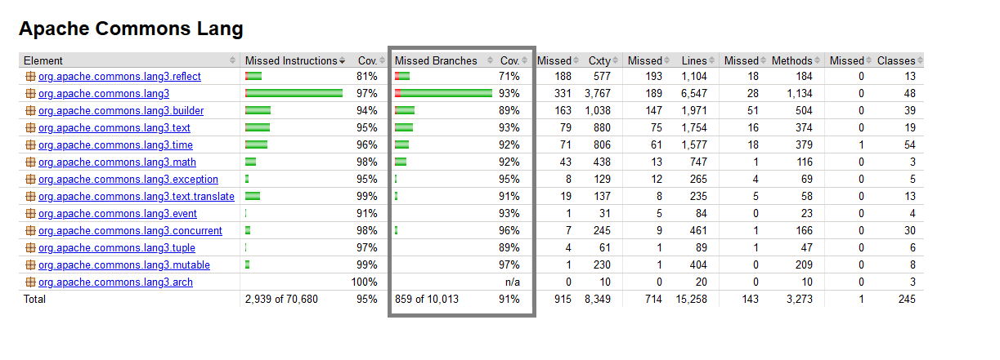 Apache Commons Lang
Element Missed Instructions Cov. Missed Branches Cov. Missed Cxty Missed Lines Missed Methods Missed Classes
org.apache.commons.lang3.reflect 81% 71% 188 577 193 1,104 18 184 0 13
org.apache.commons.lang3 97% 93% 331 3,767 189 6,547 28 1,134 0 48
org.apache.commons.lang3.builder 94% 89% 163 1,038 147 1,971 51 504 0 39
org.apache.commons.lang3.text 95% 93% 79 880 75 1,754 16 374 0 19
org.apache.commons.lang3.time 96% 92% 71 806 61 1,577 18 379 1 54
org.apache.commons.lang3.math 98% 92% 43 438 13 747 1 116 0 3
org.apache.commons.lang3.exception 95% 95% 8 129 12 265 4 69 0 5
org.apache.commons.lang3.text.translate 99% 91% 19 137 8 235 5 58 0 13
org.apache.commons.lang3.event 91% 93% 1 31 5 84 0 23 0 4
org.apache.commons.lang3.concurrent 98% 96% 7 245 9 461 1 166 0 30
org.apache.commons.lang3.tuple 97% 89% 4 61 1 89 1 47 0 6
org.apache.commons.lang3.mutable 99% 97% 1 230 1 404 0 209 0 8
org.apache.commons.lang3.arch 100% n/a 0 10 0 20 0 10 0 3
Total 2,939 of 70,680 95% 859 of 10,013 91% 915 8,349 714 15,258 143 3,273 1 245